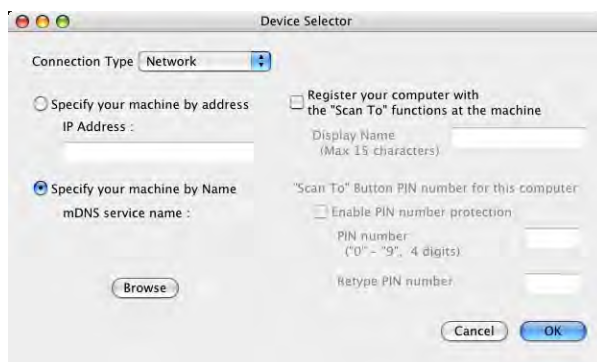 Device Selector
Connection Type Network
Specify your machine by address
IP Address :
Specify your machine by Name
mDNS service name :
Browse
Register your computer with
the "Scan To" functions at the machine
Display Name
(Max 15 characters)
"Scan To" Button PIN number for this computer
Enable PIN number protection
PIN number
("0" - "9", 4 digits)
Retype PIN number
Cancel OK